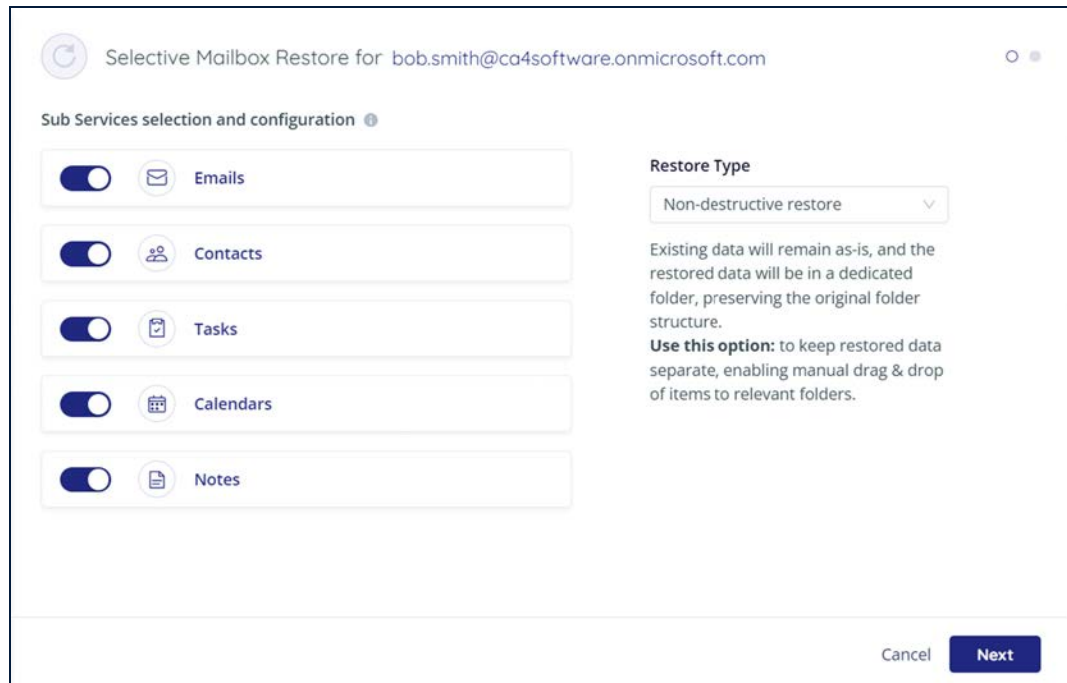 Selective Mailbox Restore for bob.smith@ca4software.onmicrosoft.com
Sub Services selection and configuration
Emails
Contacts
Tasks
Calendars
Notes
Restore Type
Non-destructive restore
Existing data will remain as-is, and the
restored data will be in a dedicated
folder, preserving the original folder
structure.
Use this option: to keep restored data
separate, enabling manual drag & drop
of items to relevant folders.
Cancel
Next